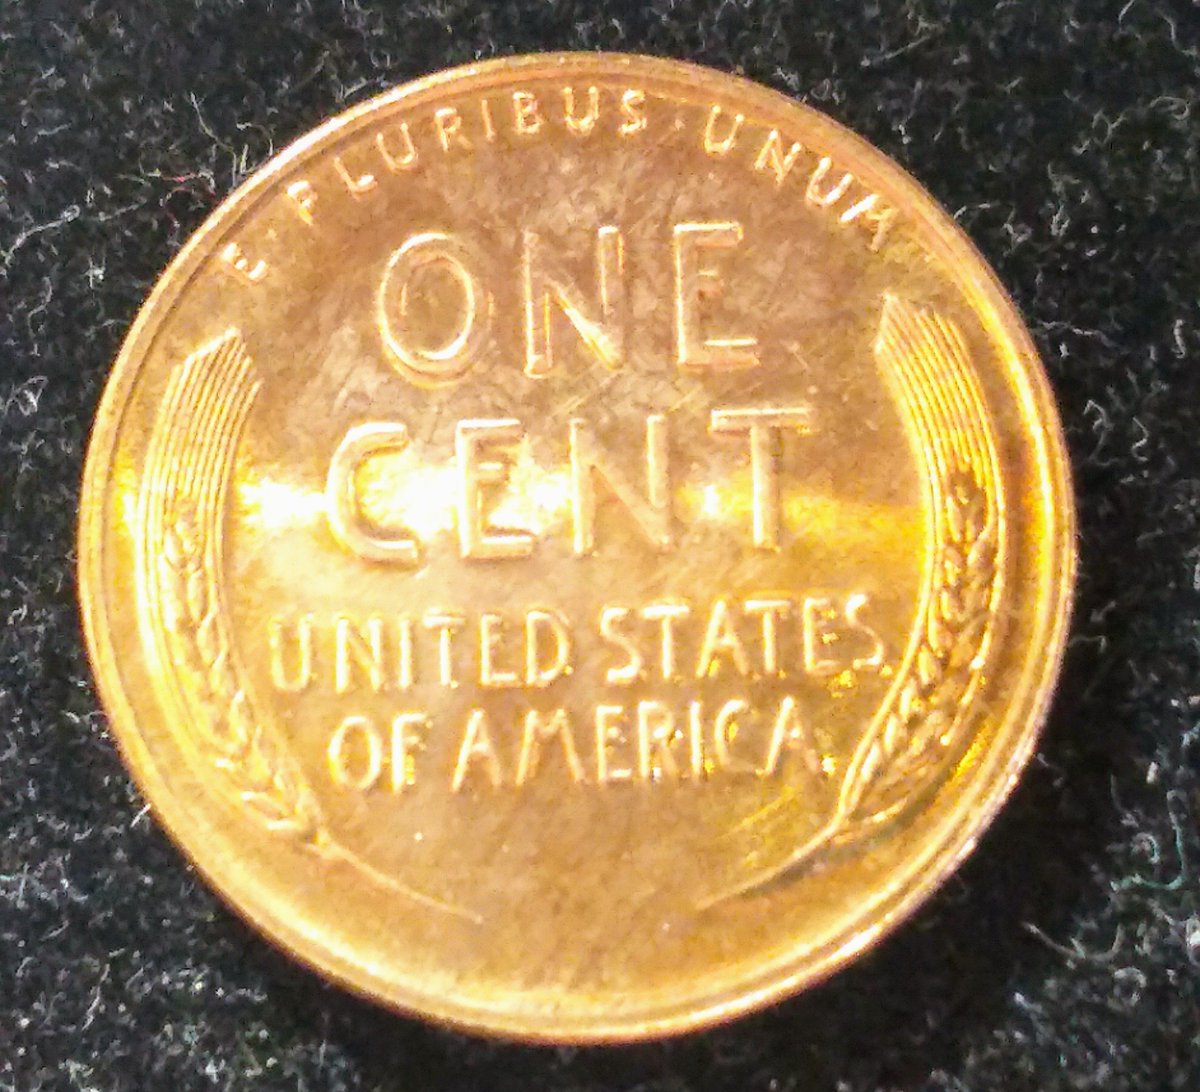 E · PLURIBUS · UNUM
ONE
CENT
UNITED STATES
OF AMERICA